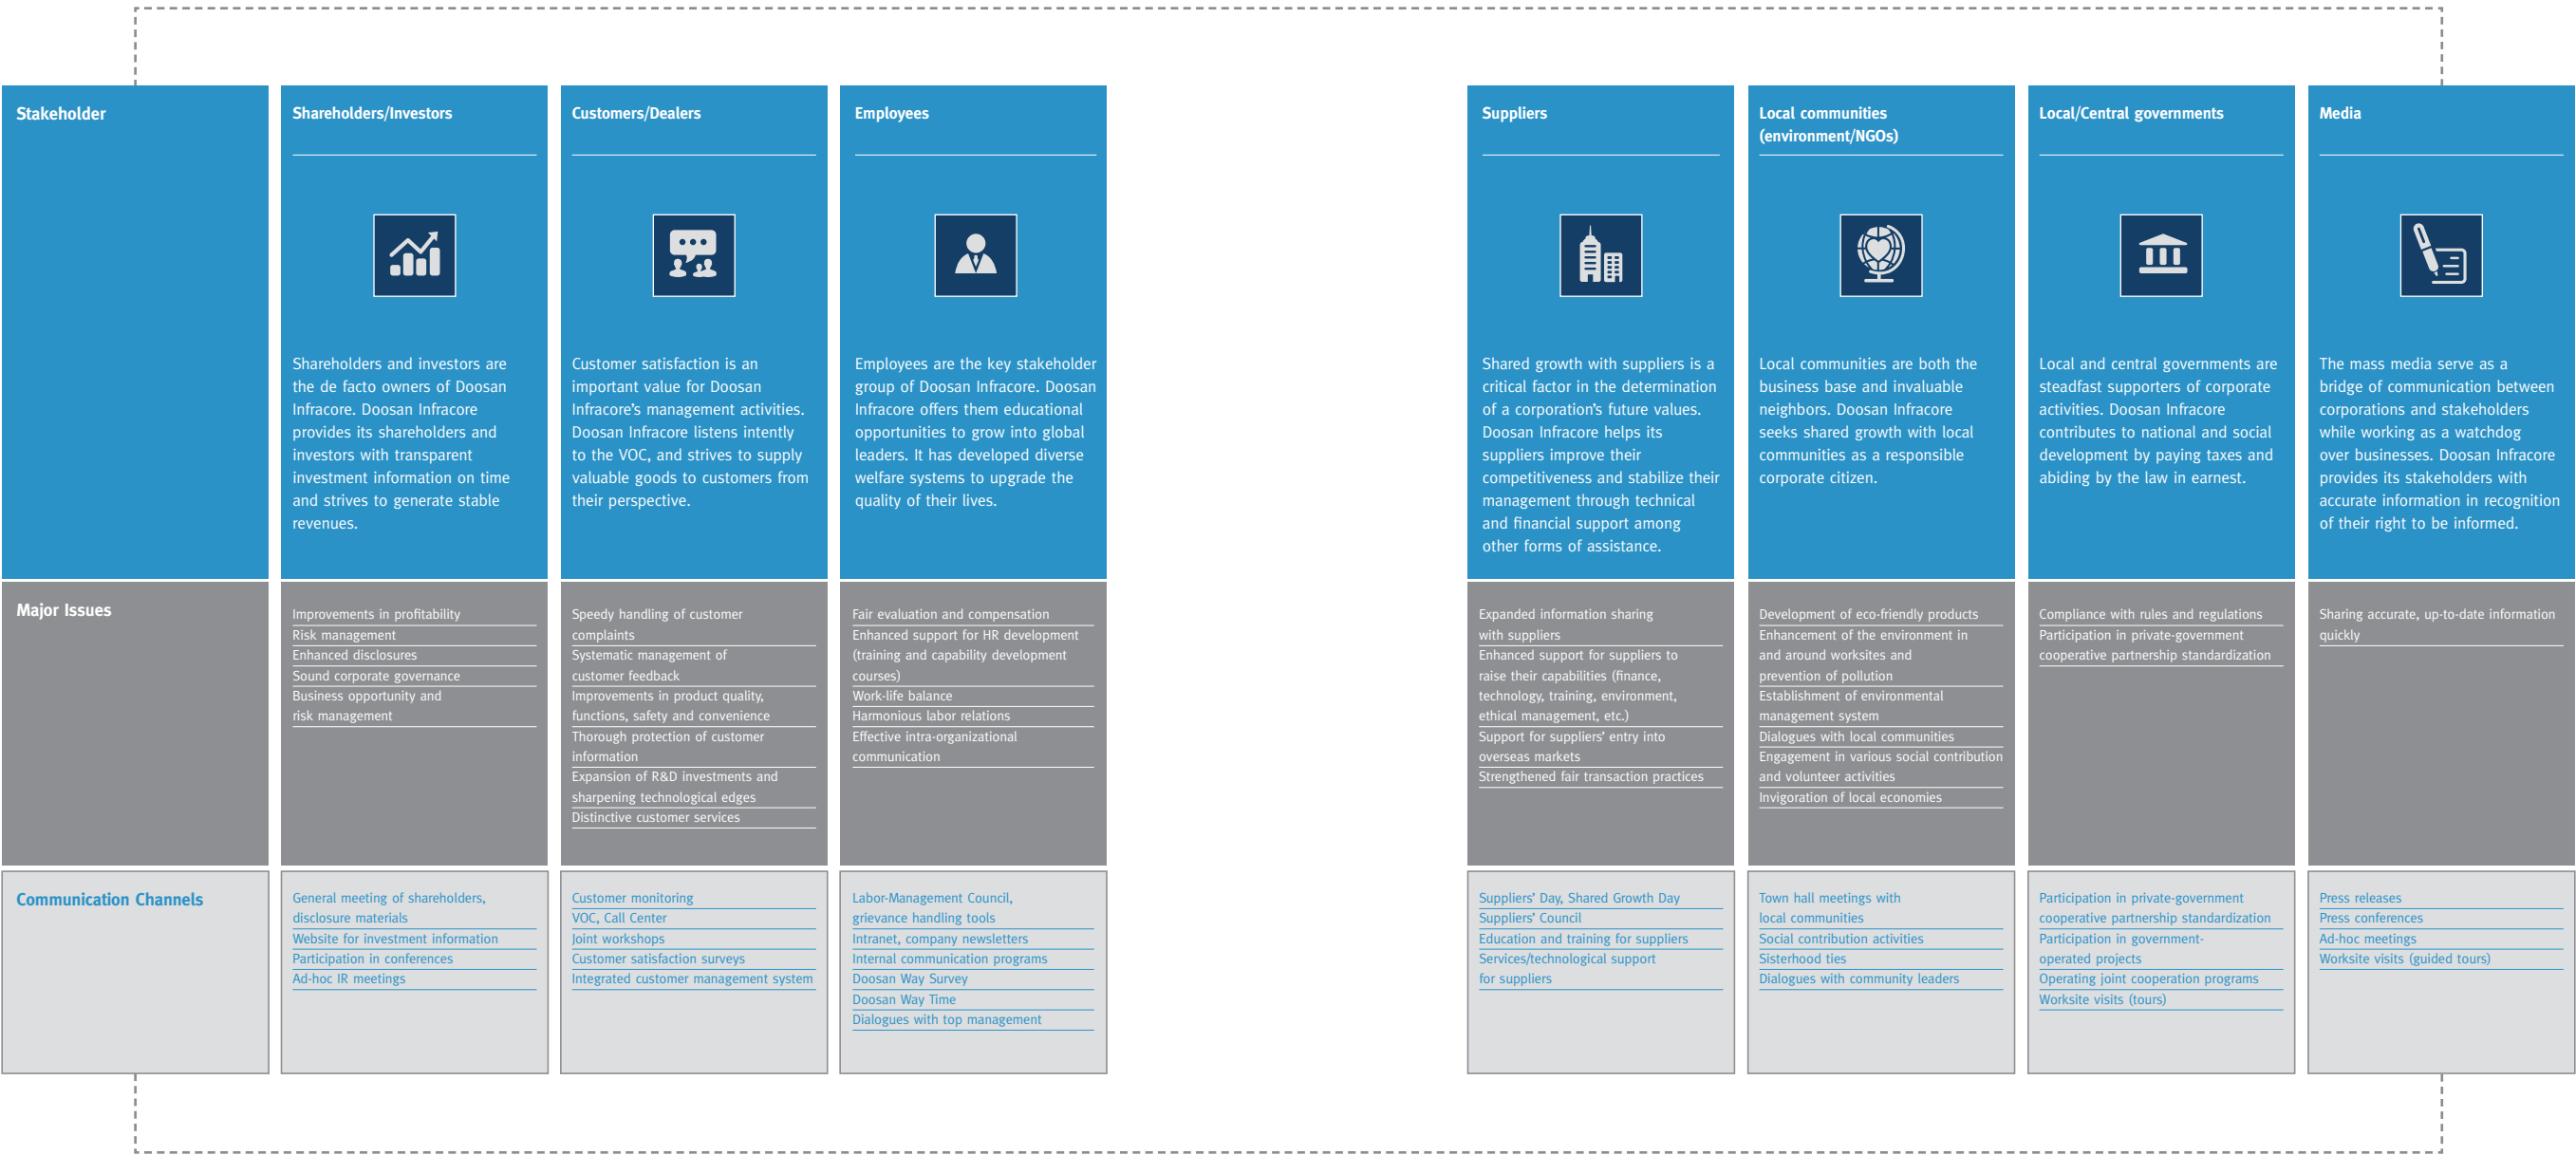 Stakeholder
Shareholders/Investors
Shareholders and investors are
the de facto owners of Doosan
Infracore. Doosan Infracore
provides its shareholders and
investors with transparent
investment information on time
and strives to generate stable
revenues.
Customers/Dealers
Customer satisfaction is an
important value for Doosan
Infracore’s management activities.
Doosan Infracore listens intently
to the VOC, and strives to supply
valuable goods to customers from
their perspective.
Employees
Employees are the key stakeholder
group of Doosan Infracore. Doosan
Infracore offers them educational
opportunities to grow into global
leaders. It has developed diverse
welfare systems to upgrade the
quality of their lives.
Suppliers
Shared growth with suppliers is a
critical factor in the determination
of a corporation’s future values.
Doosan Infracore helps its
suppliers improve their
competitiveness and stabilize their
management through technical
and financial support among
other forms of assistance.
Local communities
(environment/NGOs)
Local communities are both the
business base and invaluable
neighbors. Doosan Infracore
seeks shared growth with local
communities as a responsible
corporate citizen.
Local/Central governments
Local and central governments are
steadfast supporters of corporate
activities. Doosan Infracore
contributes to national and social
development by paying taxes and
abiding by the law in earnest.
Media
The mass media serve as a
bridge of communication between
corporations and stakeholders
while working as a watchdog
over businesses. Doosan Infracore
provides its stakeholders with
accurate information in recognition
of their right to be informed.
Major Issues
Improvements in profitability
Risk management
Enhanced disclosures
Sound corporate governance
Business opportunity and
risk management
Speedy handling of customer
complaints
Systematic management of
customer feedback
Improvements in product quality,
functions, safety and convenience
Thorough protection of customer
information
Expansion of R&D investments and
sharpening technological edges
Distinctive customer services
Fair evaluation and compensation
Enhanced support for HR development
(training and capability development
courses)
Work-life balance
Harmonious labor relations
Effective intra-organizational
communication
Expanded information sharing
with suppliers
Enhanced support for suppliers to
raise their capabilities (finance,
technology, training, environment,
ethical management, etc.)
Support for suppliers’ entry into
overseas markets
Strengthened fair transaction practices
Development of eco-friendly products
Enhancement of the environment in
and around worksites and
prevention of pollution
Establishment of environmental
management system
Dialogues with local communities
Engagement in various social contribution
and volunteer activities
Invigoration of local economies
Compliance with rules and regulations
Participation in private-government
cooperative partnership standardization
Sharing accurate, up-to-date information
quickly
Communication Channels
General meeting of shareholders,
disclosure materials
Website for investment information
Participation in conferences
Ad-hoc IR meetings
Customer monitoring
VOC, Call Center
Joint workshops
Customer satisfaction surveys
Integrated customer management system
Labor-Management Council,
grievance handling tools
Intranet, company newsletters
Internal communication programs
Doosan Way Survey
Doosan Way Time
Dialogues with top management
Suppliers’ Day, Shared Growth Day
Suppliers’ Council
Education and training for suppliers
Services/technological support
for suppliers
Town hall meetings with
local communities
Social contribution activities
Sisterhood ties
Dialogues with community leaders
Participation in private-government
cooperative partnership standardization
Participation in government-
operated projects
Operating joint cooperation programs
Worksite visits (tours)
Press releases
Press conferences
Ad-hoc meetings
Worksite visits (guided tours)